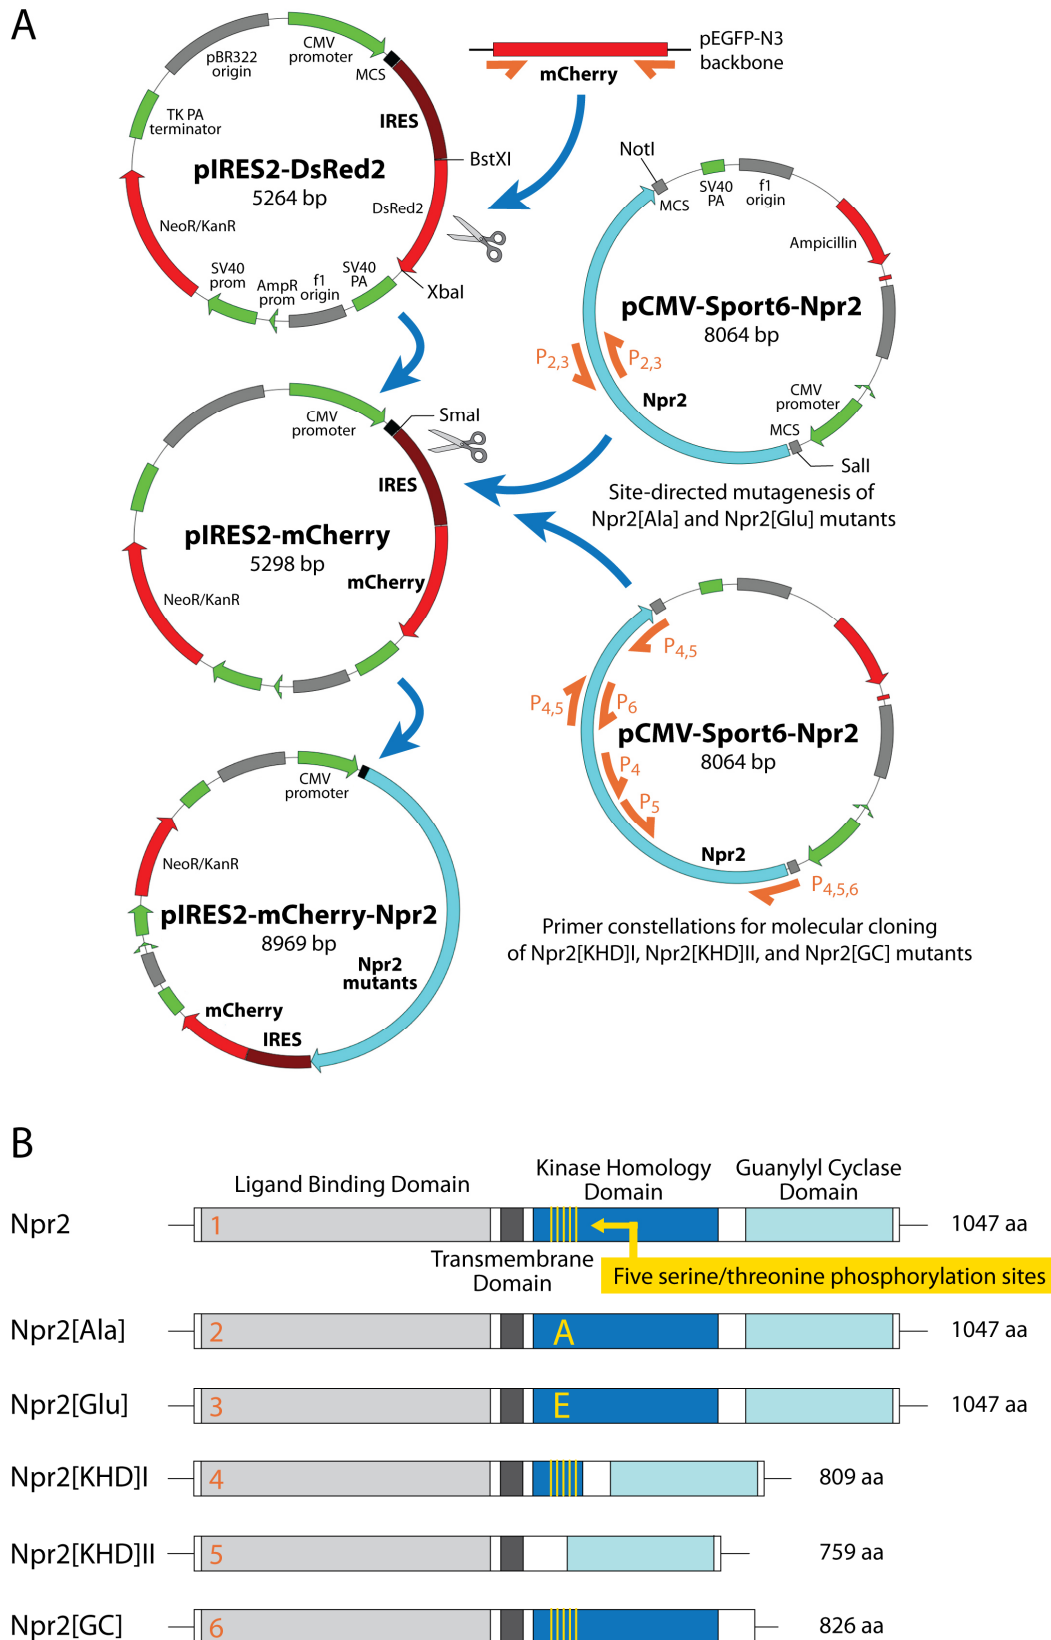 A
pBR322
origin
CMV
promoter
MCS
TK PA
terminator
IRES
pIRES2-DsRed2
5264 bp
BstXI
DsRed2
NeoR/KanR
SV40
prom
AmpR
prom
f1
origin
SV40
PA
XbaI
mCherry
pEGFP-N3
backbone
NotI
MCS
SV40
PA
f1
origin
Ampicillin
pCMV-Sport6-Npr2
8064 bp
P2,3
P2,3
Npr2
CMV
promoter
MCS
SalI
Site-directed mutagenesis of
Npr2[Ala] and Npr2[Glu] mutants
CMV
promoter
SmaI
IRES
pIRES2-mCherry
5298 bp
mCherry
NeoR/KanR
P4,5
P4,5
P6
pCMV-Sport6-Npr2
8064 bp
P4
P5
Npr2
P4,5,6
Primer constellations for molecular cloning
of Npr2[KHD]I, Npr2[KHD]II, and Npr2[GC] mutants
CMV
promoter
NeoR/KanR
pIRES2-mCherry-Npr2
8969 bp
Npr2
mutants
mCherry
IRES
B
Ligand Binding Domain
Kinase Homology
Domain
Guanylyl Cyclase
Domain
Npr2
1
1047 aa
Transmembrane
Domain
Five serine/threonine phosphorylation sites
Npr2[Ala]
2
A
1047 aa
Npr2[Glu]
3
E
1047 aa
Npr2[KHD]I
4
809 aa
Npr2[KHD]II
5
759 aa
Npr2[GC]
6
826 aa